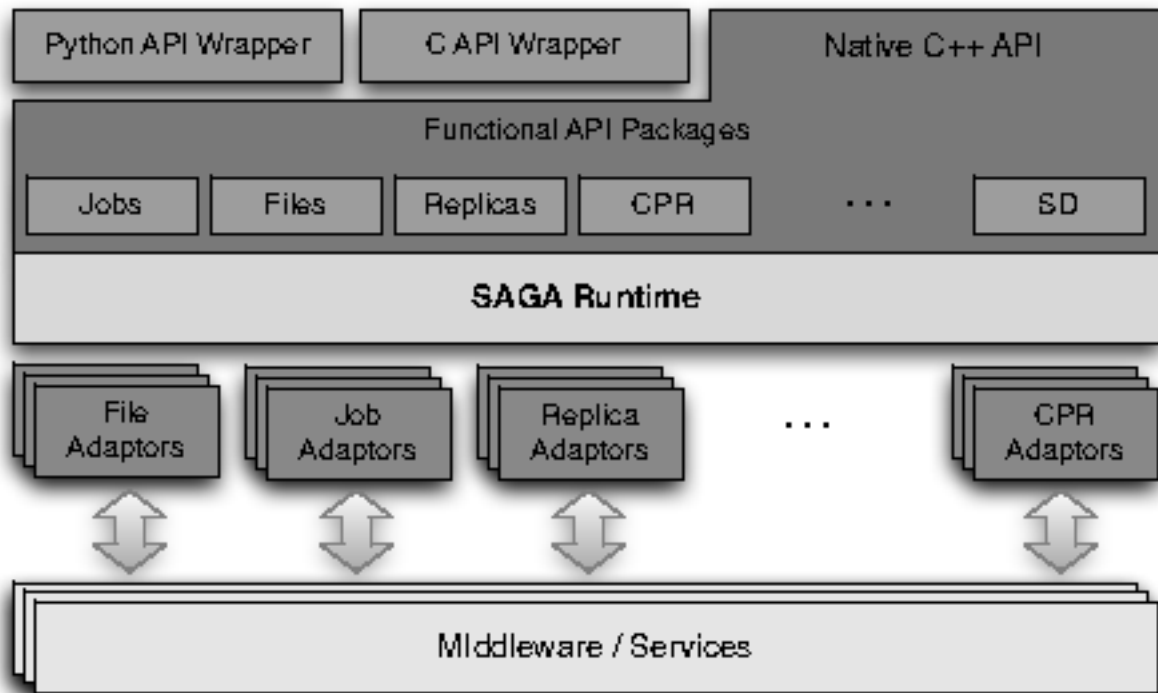 Python API Wrapper
C API Wrapper
Native C++ API
Functional API Packages
Jobs
Files
Replicas
CPR
...
SD
SAGA Runtime
File
Adaptors
Job
Adaptors
Replica
Adaptors
...
CPR
Adaptors
MIddleware / Services